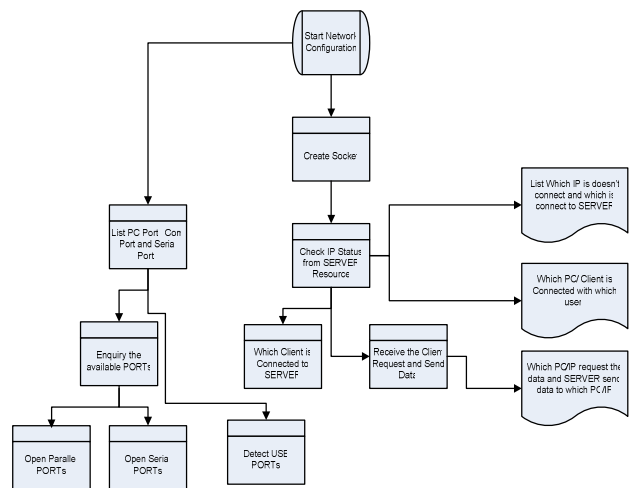 Start Network
Configuration
Create Socke
List Which IP is doesn't
connect and which is
connect to SERVER
List PC Port Com
Port and Seria
Port
Check IP Status
from SERVER
Resource
Which PC/ Client is
Connected with which
user
Enquiry the
available PORTs
Which Client is
Connected to
SERVER
Receive the Client
Request and Send
Data
Which PC/IP request the
data and SERVER send
data to which PC/IP
Open Paralle
PORTs
Open Seria
PORTs
Detect USB
PORTs